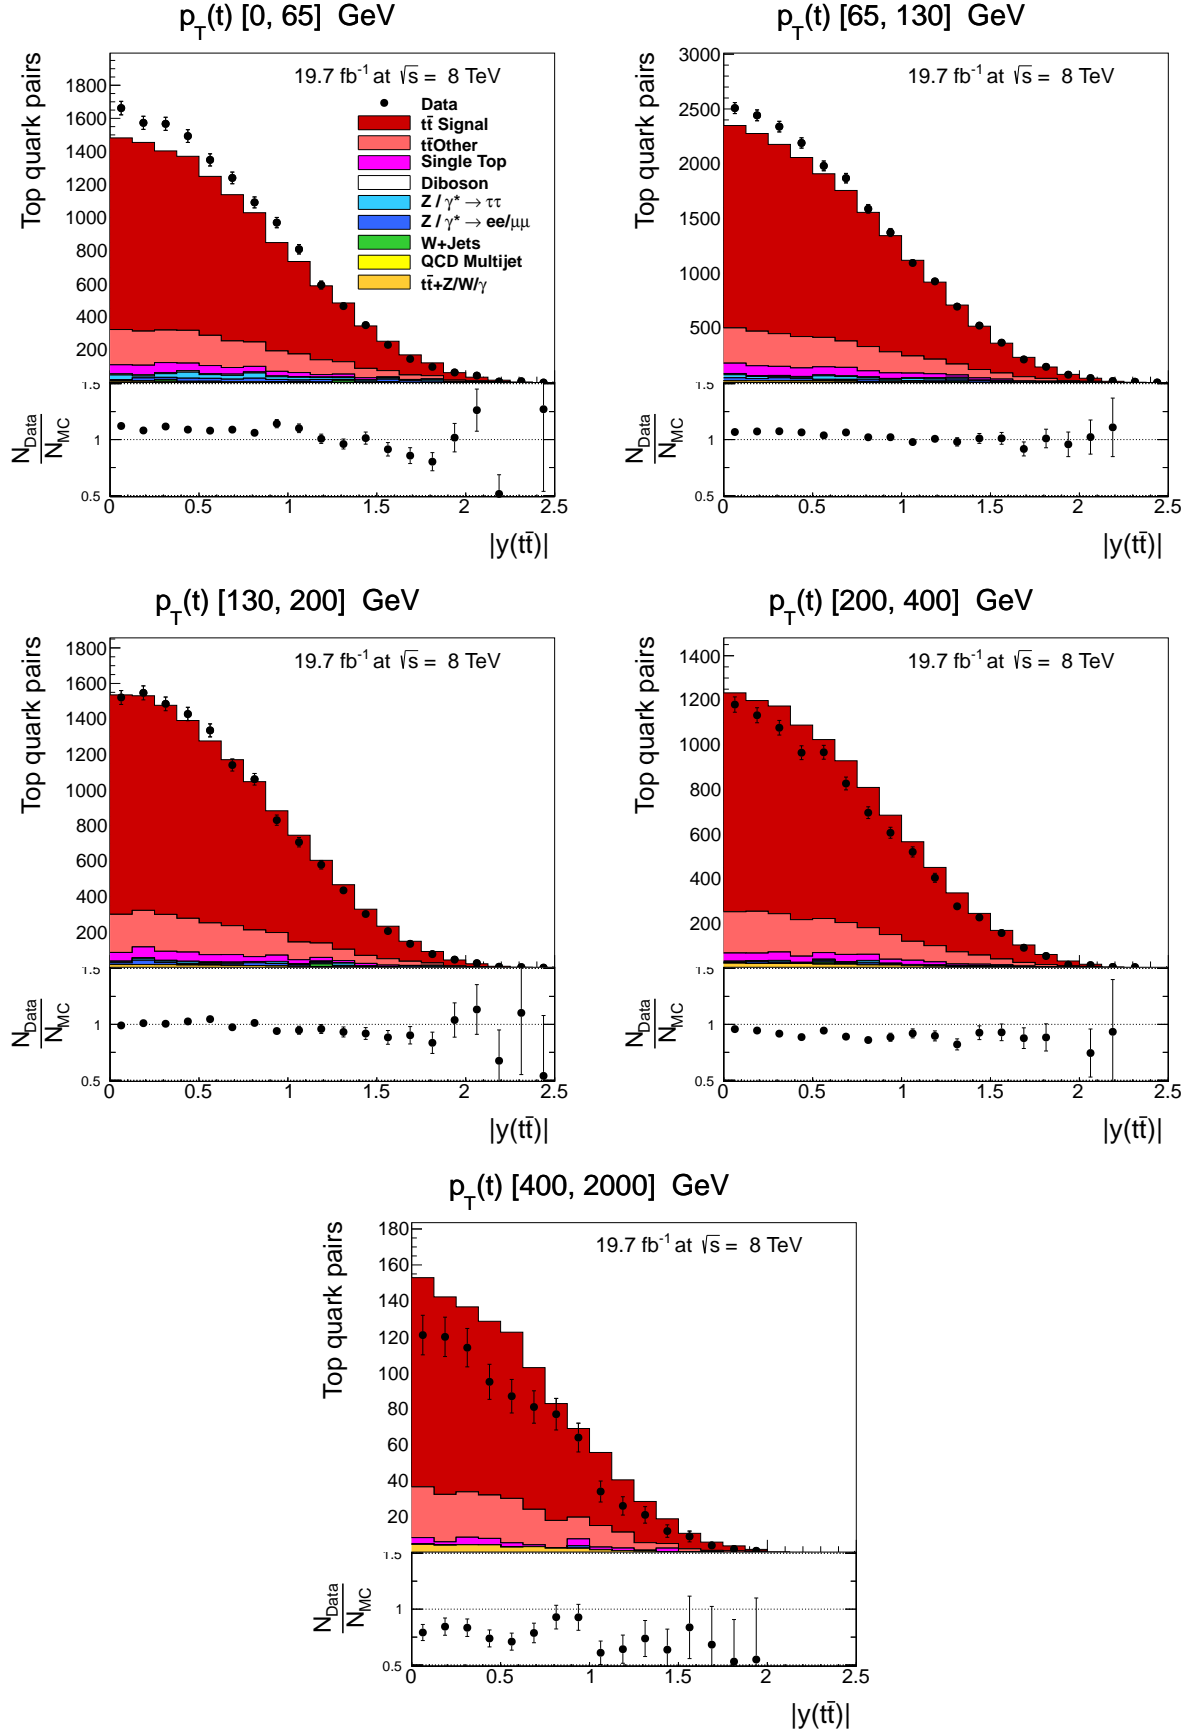 p_T(t) [0, 65] GeV
Top quark pairs
1800
1600
1400
1200
1000
800
600
400
200
19.7 fb⁻¹ at √s = 8 TeV
Data
tt̄ Signal
tt̄Other
Single Top
Diboson
Z / γ* → ττ
Z / γ* → ee/μμ
W+Jets
QCD Multijet
tt̄+Z/W/γ
N_Data
N_MC
1.5
1
0.5
0 0.5 1 1.5 2 2.5
|y(tt̄)|
p_T(t) [65, 130] GeV
Top quark pairs
3000
2500
2000
1500
1000
500
19.7 fb⁻¹ at √s = 8 TeV
N_Data
N_MC
1.5
1
0.5
0 0.5 1 1.5 2 2.5
|y(tt̄)|
p_T(t) [130, 200] GeV
Top quark pairs
1800
1600
1400
1200
1000
800
600
400
200
19.7 fb⁻¹ at √s = 8 TeV
N_Data
N_MC
1.5
1
0.5
0 0.5 1 1.5 2 2.5
|y(tt̄)|
p_T(t) [200, 400] GeV
Top quark pairs
1400
1200
1000
800
600
400
200
19.7 fb⁻¹ at √s = 8 TeV
N_Data
N_MC
1.5
1
0.5
0 0.5 1 1.5 2 2.5
|y(tt̄)|
p_T(t) [400, 2000] GeV
Top quark pairs
180
160
140
120
100
80
60
40
20
19.7 fb⁻¹ at √s = 8 TeV
N_Data
N_MC
1.5
1
0.5
0 0.5 1 1.5 2 2.5
|y(tt̄)|